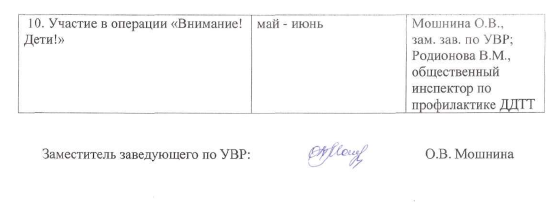 10. Участие в операции «Внимание!
Дети!»
май - июнь
Мошнина О.В.,
зам. зав. по УВР;
Родионова В.М.,
общественный
инспектор по
профилактике ДДТТ
Заместитель заведующего по УВР:
О.В. Мошнина